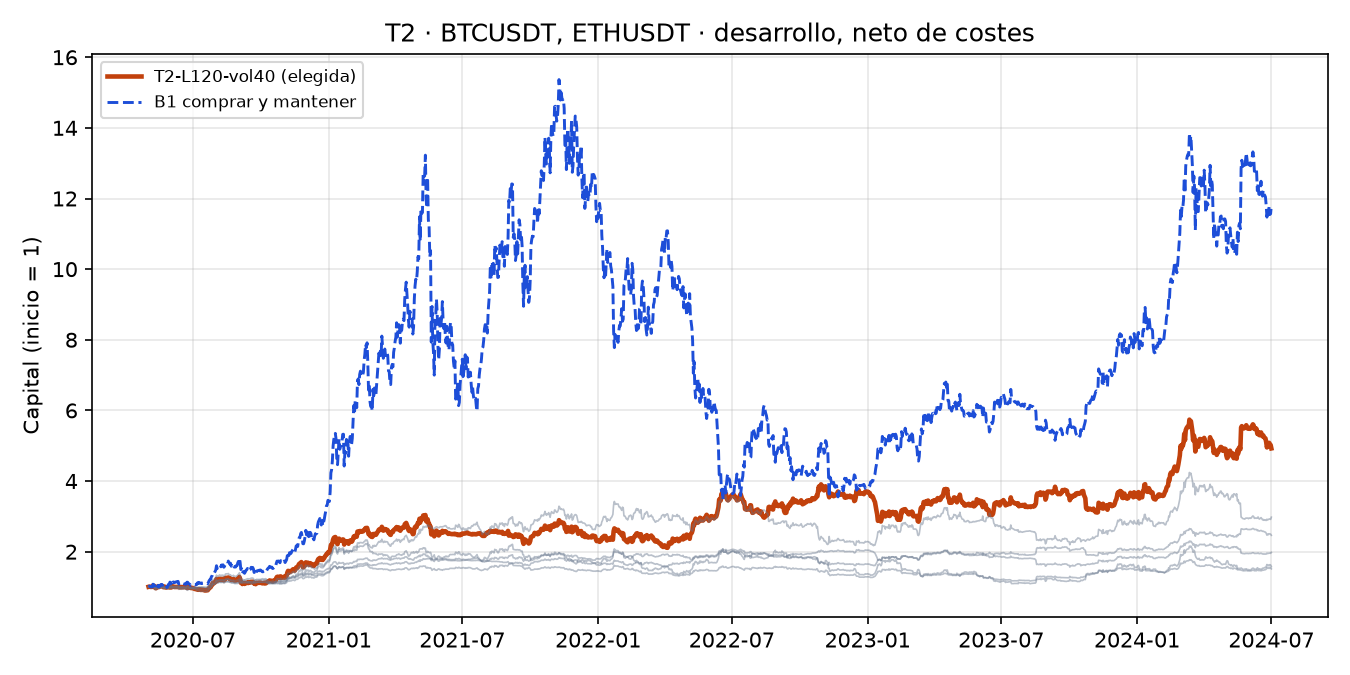 T2 · BTCUSDT, ETHUSDT · desarrollo, neto de costes
T2-L120-vol40 (elegida)
B1 comprar y mantener
Capital (inicio = 1)
16
14
12
10
8
6
4
2
2020-07 2021-01 2021-07 2022-01 2022-07 2023-01 2023-07 2024-01 2024-07